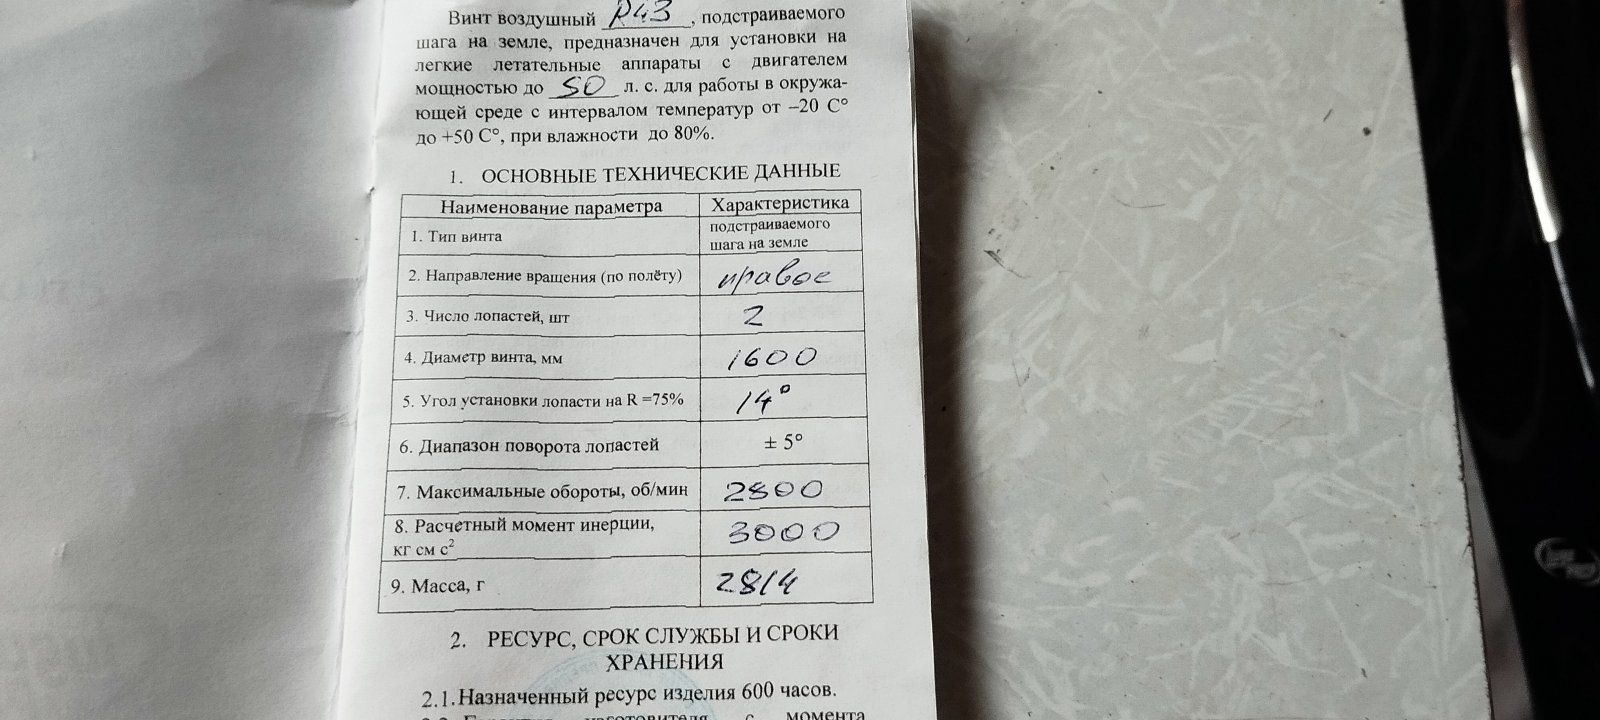 Винт воздушный Р43, подстраиваемого
шага на земле, предназначен для установки на
легкие летательные аппараты с двигателем
мощностью до 50 л. с. для работы в окружа-
ющей среде с интервалом температур от –20 С°
до +50 С°, при влажности до 80%.
1. ОСНОВНЫЕ ТЕХНИЧЕСКИЕ ДАННЫЕ
Наименование параметра Характеристика
1. Тип винта подстраиваемого
шага на земле
2. Направление вращения (по полёту) правое
3. Число лопастей, шт 2
4. Диаметр винта, мм 1600
5. Угол установки лопасти на R =75% 14°
6. Диапазон поворота лопастей ± 5°
7. Максимальные обороты, об/мин 2800
8. Расчетный момент инерции,
кг см с² 3000
9. Масса, г 2814
2. РЕСУРС, СРОК СЛУЖБЫ И СРОКИ
ХРАНЕНИЯ
2.1. Назначенный ресурс изделия 600 часов.
изготовителя с момента